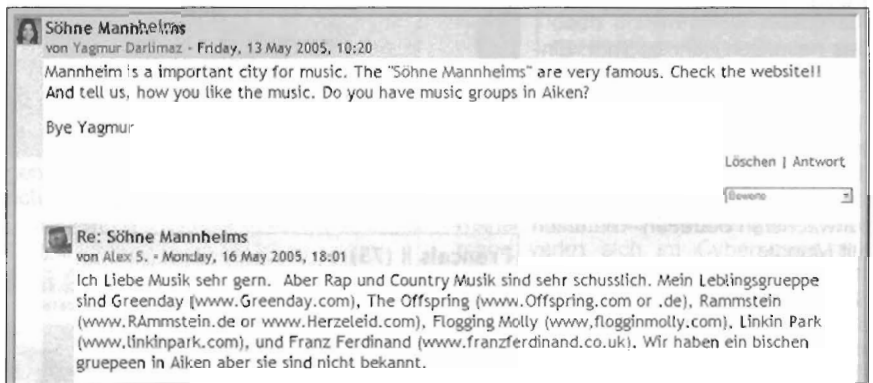 Söhne Mannheims
von Yagmur Darlimaz - Friday, 13 May 2005, 10:20
Mannheim is a important city for music. The "Söhne Mannheims" are very famous. Check the website!!
And tell us, how you like the music. Do you have music groups in Aiken?
Bye Yagmur
Löschen | Antwort
Bewerte
Re: Söhne Mannheims
von Alex S. - Monday, 16 May 2005, 18:01
Ich Liebe Musik sehr gern. Aber Rap und Country Musik sind sehr schusslich. Mein Leblingsgrueppe
sind Greenday (www.Greenday.com), The Offspring (www.Offspring.com or .de), Rammstein
(www.RAmmstein.de or www.Herzeleid.com), Flogging Molly (www.flogginmolly.com), Linkin Park
(www.linkinpark.com), und Franz Ferdinand (www.franzferdinand.co.uk). Wir haben ein bischen
gruepeen in Aiken aber sie sind nicht bekannt.